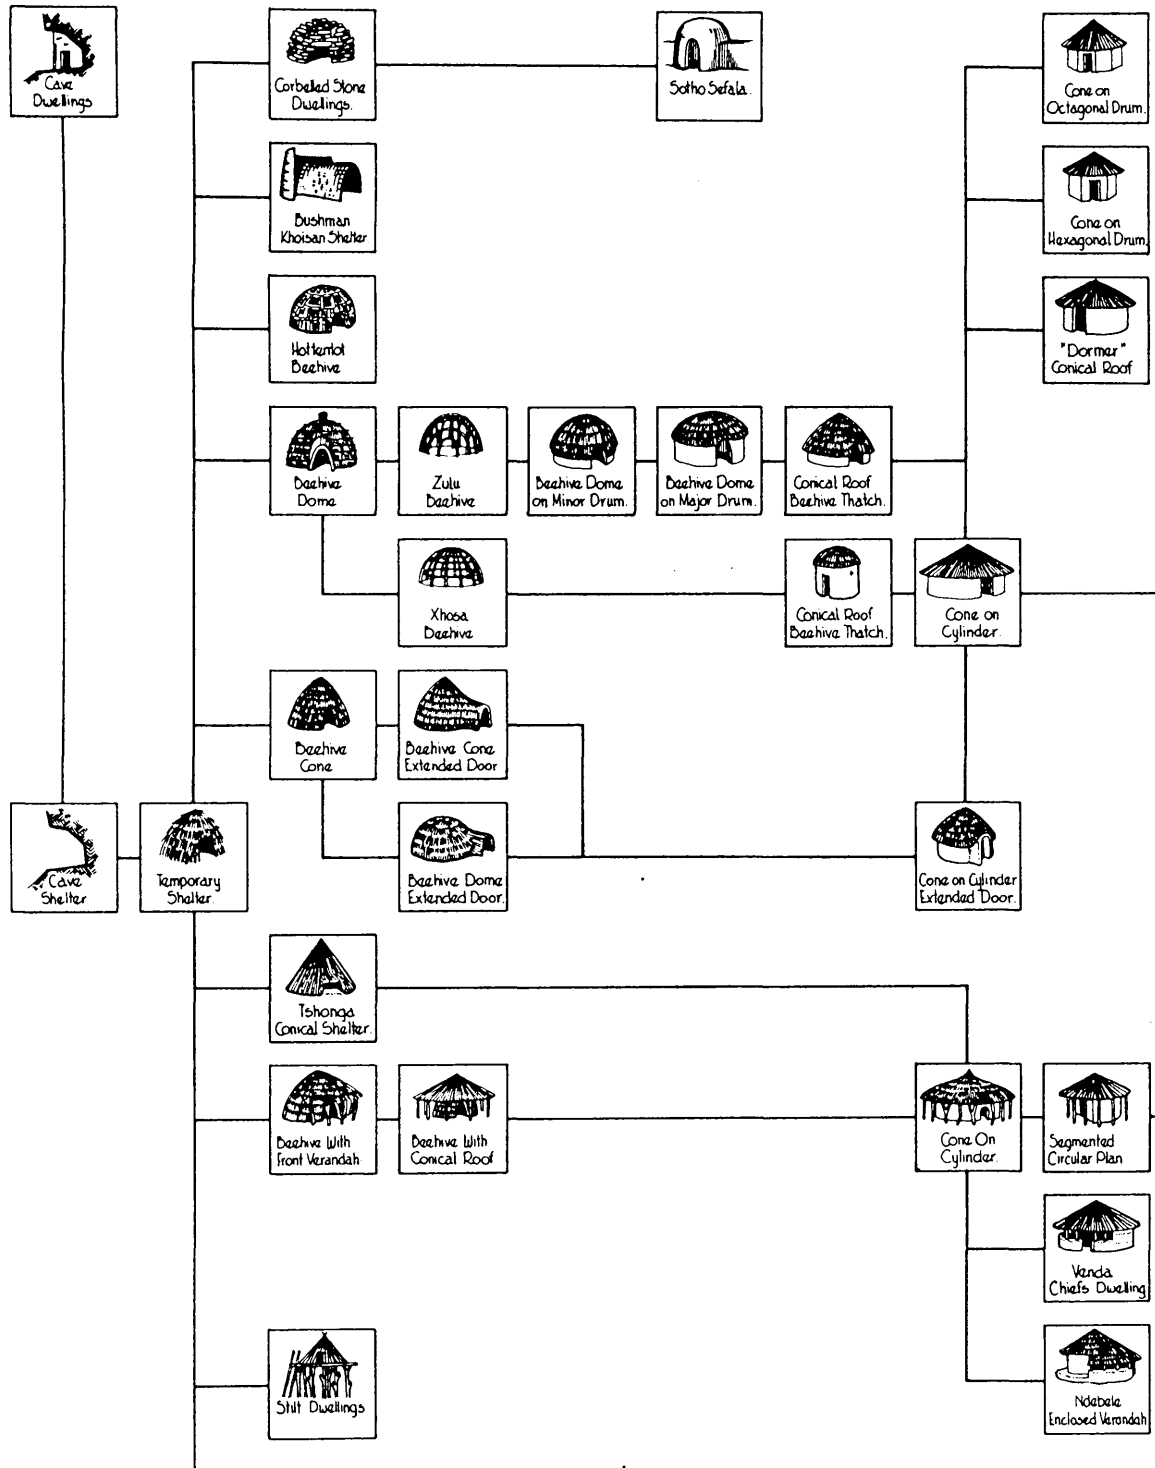 Cave
Dwellings
Corbelled Stone
Dwellings.
Sotho Sefala.
Cone on
Octagonal Drum.
Bushman
Khoisan Shelter
Cone on
Hexagonal Drum.
Hottentot
Beehive
"Dormer"
Conical Roof
Beehive
Dome
Zulu
Beehive
Beehive Dome
on Minor Drum.
Beehive Dome
on Major Drum.
Conical Roof
Beehive Thatch.
Xhosa
Beehive
Conical Roof
Beehive Thatch.
Cone on
Cylinder.
Beehive
Cone
Beehive Cone
Extended Door
Cave
Shelter
Temporary
Shelter.
Beehive Dome
Extended Door.
Cone on Cylinder
Extended Door.
Tshonga
Conical Shelter.
Beehive With
Front Verandah.
Beehive With
Conical Roof
Cone On
Cylinder.
Segmented
Circular Plan
Venda
Chiefs Dwelling
Stilt Dwellings
Ndebele
Enclosed Verandah